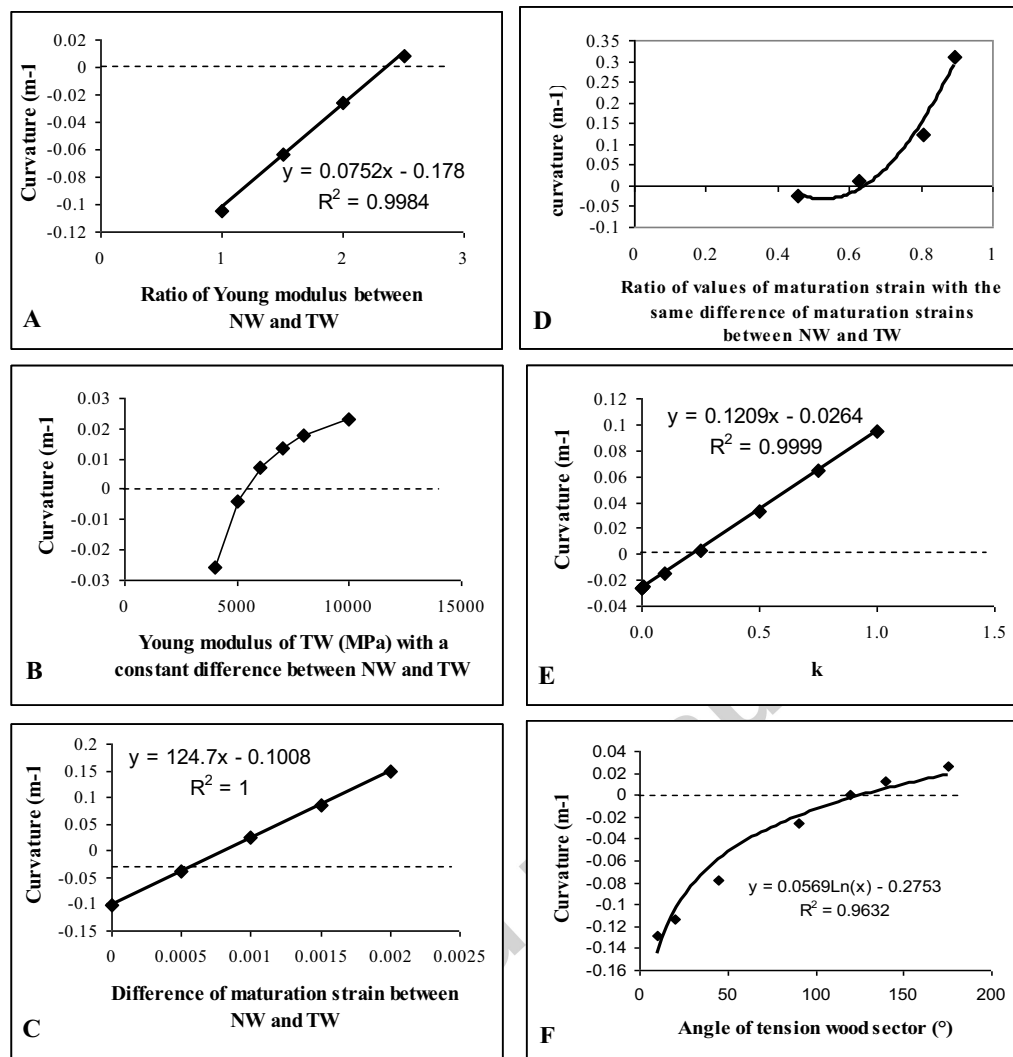 0.02
0
-0.02
-0.04
-0.06
-0.08
-0.1
-0.12
Curvature (m-1
y = 0.0752x - 0.178
R² = 0.9984
0 1 2 3
Ratio of Young modulus between
NW and TW
A
0.03
0.02
0.01
0
-0.01
-0.02
-0.03
Curvature (m-1
0 5000 10000 15000
Young modulus of TW (MPa) with a
constant difference between NW and TW
B
0.2
0.15
0.1
0.05
0
-0.05
-0.1
-0.15
Curvature (m-1
y = 124.7x - 0.1008
R² = 1
0 0.0005 0.001 0.0015 0.002 0.0025
Difference of maturation strain between
NW and TW
C
0.35
0.3
0.25
0.2
0.15
0.1
0.05
0
-0.05
-0.1
curvature (m-1)
0 0.2 0.4 0.6 0.8 1
Ratio of values of maturation strain with the
same difference of maturation strains
between NW and TW
D
0.12
0.1
0.08
0.06
0.04
0.02
0
-0.02
-0.04
Curvature (m-1
y = 0.1209x - 0.0264
R² = 0.9999
0.0 0.5 1.0 1.5
k
E
0.04
0.02
0
-0.02
-0.04
-0.06
-0.08
-0.1
-0.12
-0.14
-0.16
Curvature (m-1
y = 0.0569Ln(x) - 0.2753
R² = 0.9632
0 50 100 150 200
Angle of tension wood sector (°)
F